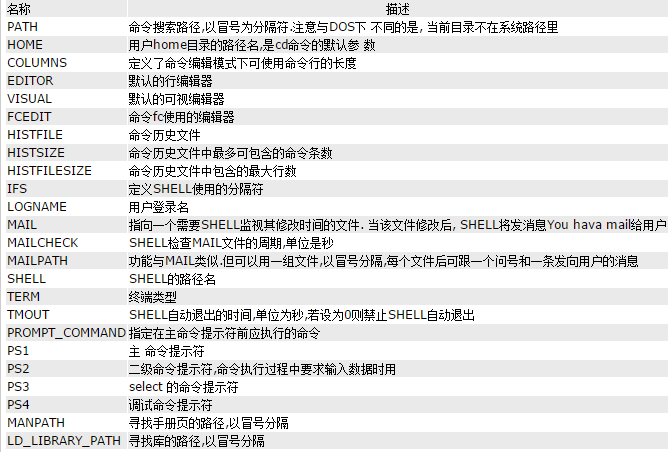 名称 描述
PATH 命令搜索路径,以冒号为分隔符.注意与DOS下 不同的是, 当前目录不在系统路径里
HOME 用户home目录的路径名,是cd命令的默认参 数
COLUMNS 定义了命令编辑模式下可使用命令行的长度
EDITOR 默认的行编辑器
VISUAL 默认的可视编辑器
FCEDIT 命令fc使用的编辑器
HISTFILE 命令历史文件
HISTSIZE 命令历史文件中最多可包含的命令条数
HISTFILESIZE 命令历史文件中包含的最大行数
IFS 定义SHELL使用的分隔符
LOGNAME 用户登录名
MAIL 指向一个需要SHELL监视其修改时间的文件. 当该文件修改后, SHELL将发消息You hava mail给用户
MAILCHECK SHELL检查MAIL文件的周期,单位是秒
MAILPATH 功能与MAIL类似.但可以用一组文件,以冒号分隔,每个文件后可跟一个问号和一条发向用户的消息
SHELL SHELL的路径名
TERM 终端类型
TMOUT SHELL自动退出的时间,单位为秒,若设为0则禁止SHELL自动退出
PROMPT_COMMAND 指定在主命令提示符前应执行的命令
PS1 主 命令提示符
PS2 二级命令提示符,命令执行过程中要求输入数据时用
PS3 select 的命令提示符
PS4 调试命令提示符
MANPATH 寻找手册页的路径,以冒号分隔
LD_LIBRARY_PATH 寻找库的路径,以冒号分隔